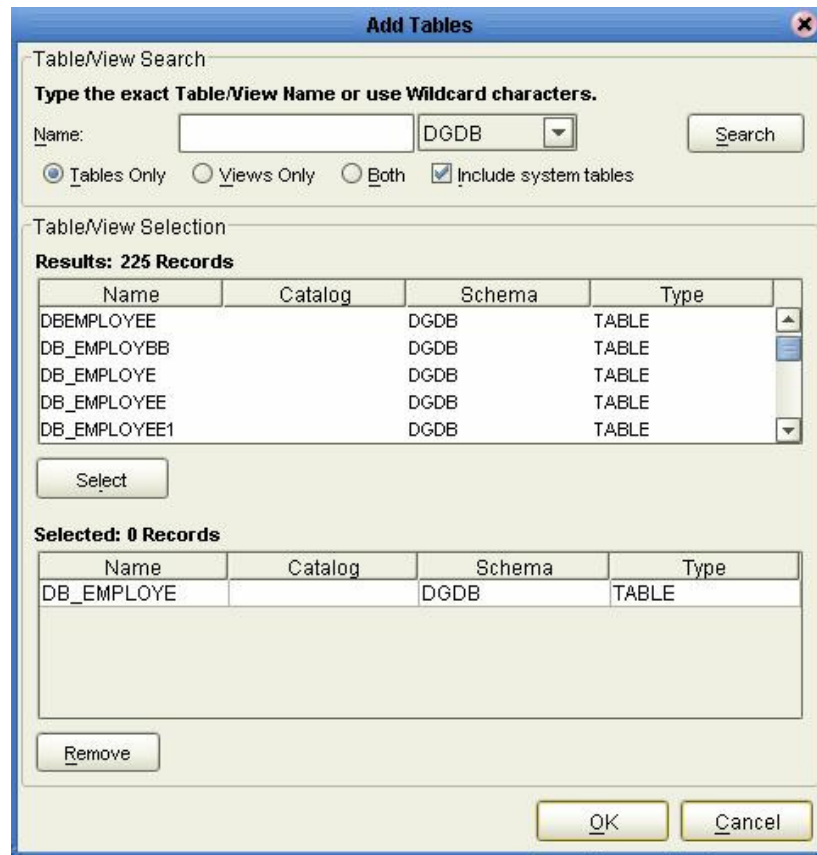 Add Tables
Table/View Search
Type the exact Table/View Name or use Wildcard characters.
Name: DGDB Search
Tables Only Views Only Both Include system tables
Table/View Selection
Results: 225 Records
Name Catalog Schema Type
DBEMPLOYEE DGDB TABLE
DB_EMPLOYBB DGDB TABLE
DB_EMPLOYE DGDB TABLE
DB_EMPLOYEE DGDB TABLE
DB_EMPLOYEE1 DGDB TABLE
Select
Selected: 0 Records
Name Catalog Schema Type
DB_EMPLOYE DGDB TABLE
Remove
OK Cancel